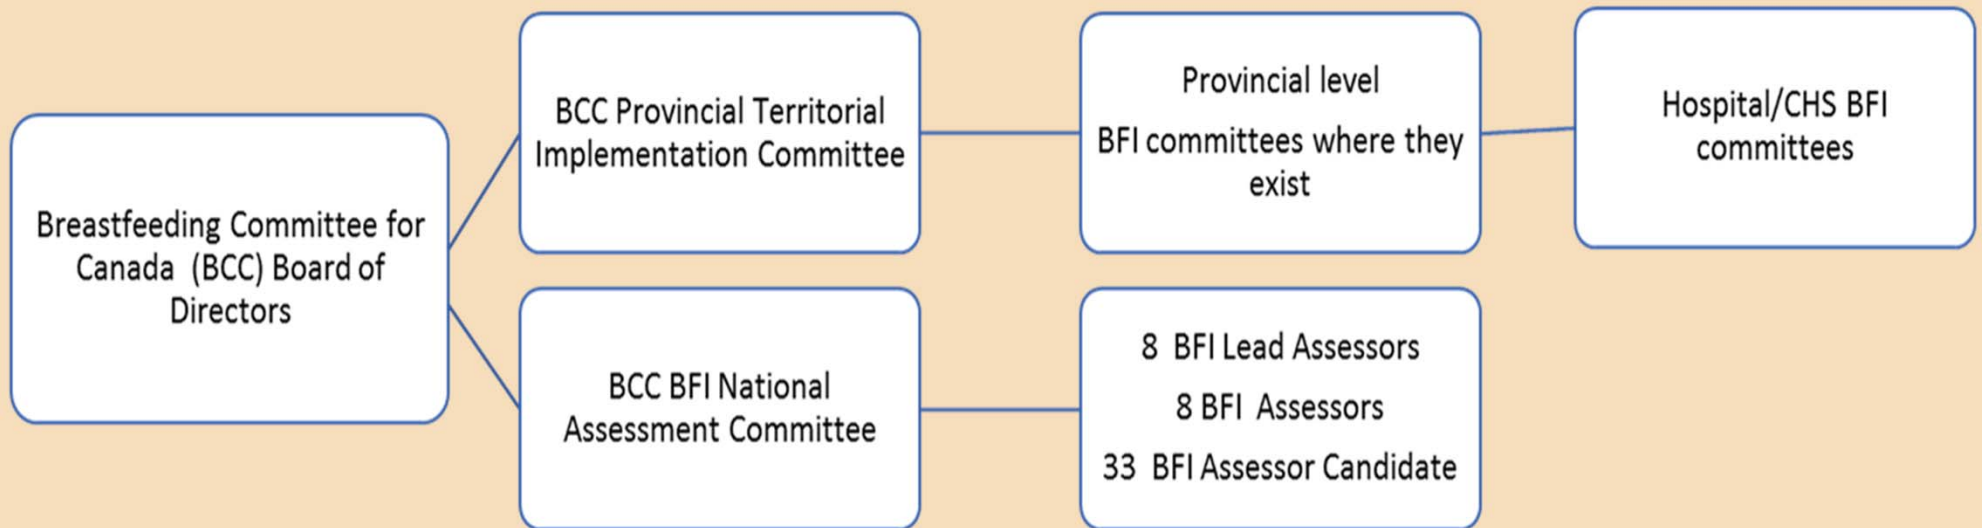 Breastfeeding Committee for
Canada (BCC) Board of
Directors
BCC Provincial Territorial
Implementation Committee
Provincial level
BFI committees where they
exist
Hospital/CHS BFI
committees
BCC BFI National
Assessment Committee
8 BFI Lead Assessors
8 BFI Assessors
33 BFI Assessor Candidate